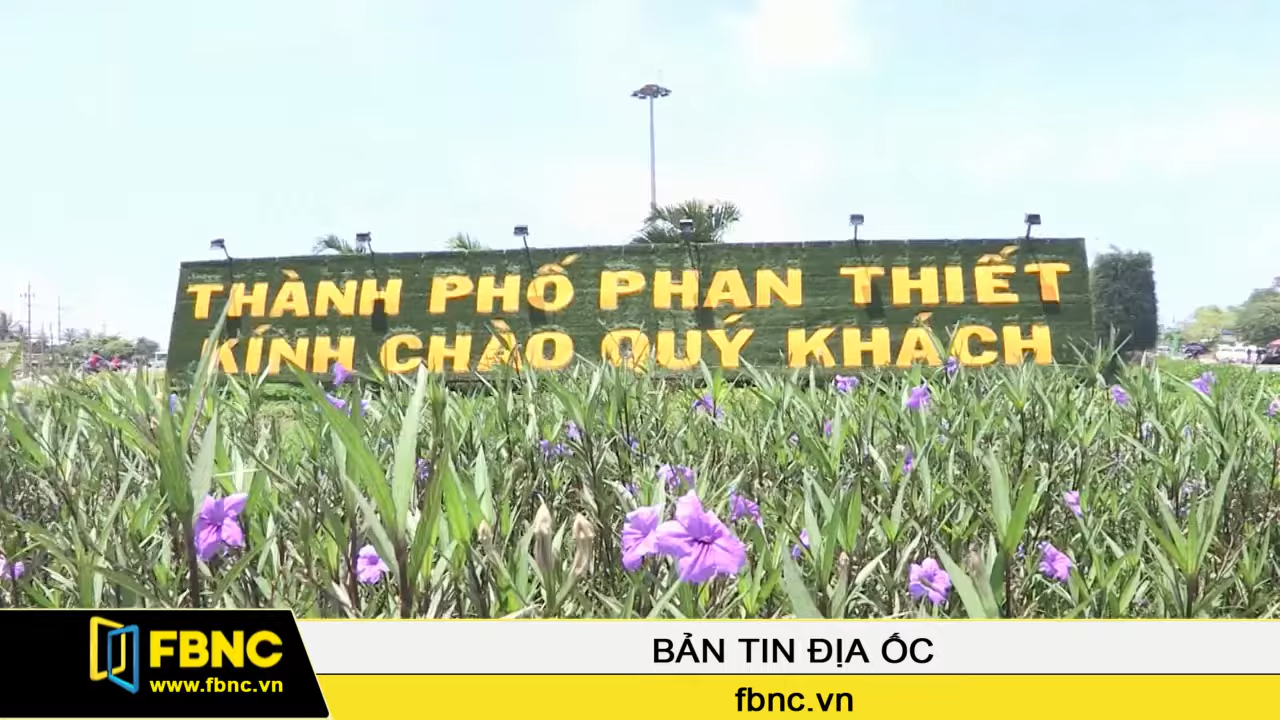 THÀNH PHỐ PHAN THIẾT
KÍNH CHÀO QUÝ KHÁCH
FBNC
www.fbnc.vn
BẢN TIN ĐỊA ỐC
fbnc.vn